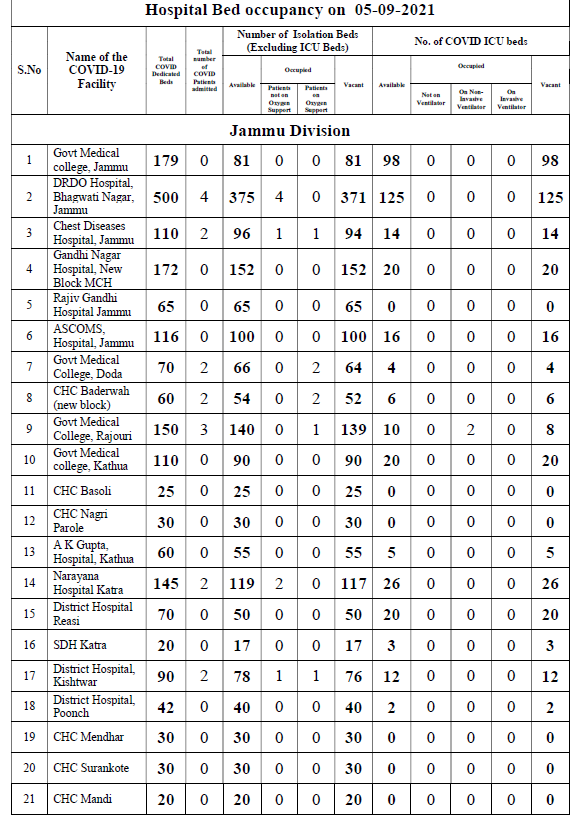 Hospital Bed occupancy on 05-09-2021
S.No
Name of the
COVID-19
Facility
Total
COVID
Dedicated
Beds
Total
number
of
COVID
Patients
admitted
Number of Isolation Beds
(Excluding ICU Beds)
No. of COVID ICU beds
Available
Occupied
Vacant
Available
Occupied
Vacant
Patients
not on
Oxygen
Support
Patients
on
Oxygen
Support
Not on
Ventilator
On Non-
Invasive
Ventilator
On
Invasive
Ventilator
Jammu Division
1 Govt Medical
college, Jammu 179 0 81 0 0 81 98 0 0 0 98
2 DRDO Hospital,
Bhagwati Nagar,
Jammu 500 4 375 4 0 371 125 0 0 0 125
3 Chest Diseases
Hospital, Jammu 110 2 96 1 1 94 14 0 0 0 14
4 Gandhi Nagar
Hospital, New
Block MCH 172 0 152 0 0 152 20 0 0 0 20
5 Rajiv Gandhi
Hospital Jammu 65 0 65 0 0 65 0 0 0 0 0
6 ASCOMS,
Hospital, Jammu 116 0 100 0 0 100 16 0 0 0 16
7 Govt Medical
College, Doda 70 2 66 0 2 64 4 0 0 0 4
8 CHC Baderwah
(new block) 60 2 54 0 2 52 6 0 0 0 6
9 Govt Medical
College, Rajouri 150 3 140 0 1 139 10 0 2 0 8
10 Govt Medical
college, Kathua 110 0 90 0 0 90 20 0 0 0 20
11 CHC Basoli 25 0 25 0 0 25 0 0 0 0 0
12 CHC Nagri
Parole 30 0 30 0 0 30 0 0 0 0 0
13 A K Gupta,
Hospital, Kathua 60 0 55 0 0 55 5 0 0 0 5
14 Narayana
Hospital Katra 145 2 119 2 0 117 26 0 0 0 26
15 District Hospital
Reasi 70 0 50 0 0 50 20 0 0 0 20
16 SDH Katra 20 0 17 0 0 17 3 0 0 0 3
17 District Hospital,
Kishtwar 90 2 78 1 1 76 12 0 0 0 12
18 District Hospital,
Poonch 42 0 40 0 0 40 2 0 0 0 2
19 CHC Mendhar 30 0 30 0 0 30 0 0 0 0 0
20 CHC Surankote 30 0 30 0 0 30 0 0 0 0 0
21 CHC Mandi 20 0 20 0 0 20 0 0 0 0 0